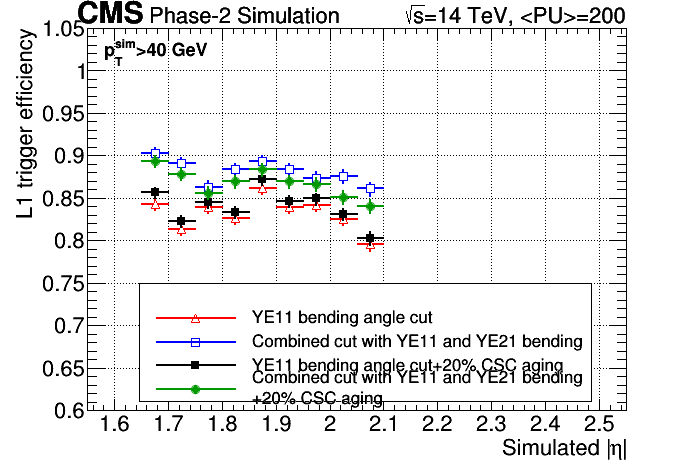 CMS Phase-2 Simulation √s=14 TeV, <PU>=200
L1 trigger efficiency
p_T^sim>40 GeV
1.05
1
0.95
0.9
0.85
0.8
0.75
0.7
0.65
0.6
YE11 bending angle cut
Combined cut with YE11 and YE21 bending
YE11 bending angle cut+20% CSC aging
Combined cut with YE11 and YE21 bending
+20% CSC aging
1.6 1.7 1.8 1.9 2 2.1 2.2 2.3 2.4 2.5
Simulated |η|